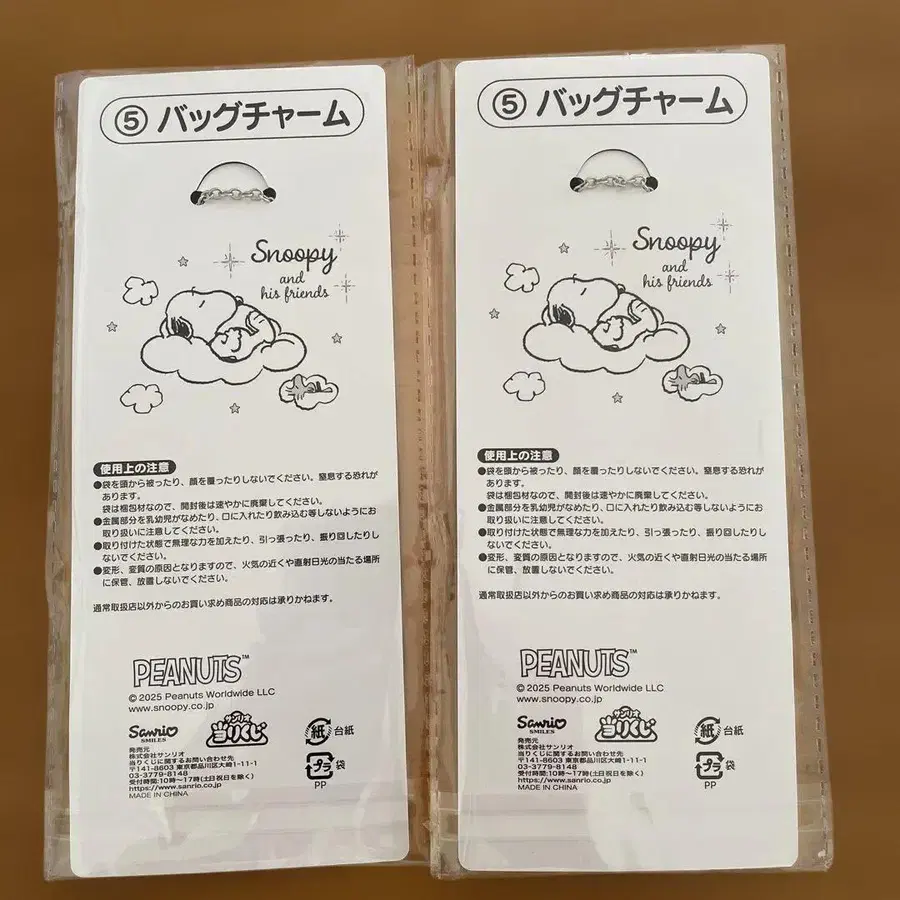 ⑤ バッグチャーム
Snoopy
and
his friends
使用上の注意
●袋を頭から被ったり、顔を覆ったりしないでください。窒息する恐れが
あります。
袋は梱包材なので、開封後は速やかに廃棄してください。
●金属部分を乳幼児がなめたり、口に入れたり飲み込む等しないようにお
取り扱いに注意してください。
●取り付けた状態で無理な力を加えたり、引っ張ったり、振り回したりし
ないでください。
●変形、変質の原因となりますので、火気の近くや直射日光の当たる場所
に保管、放置しないでください。
通常取扱店以外からのお買い求め商品の対応は承りかねます。
PEANUTS™
© 2025 Peanuts Worldwide LLC
www.snoopy.co.jp
Sanrio
SMILES
サンリオ
当りくじ
紙 台紙
発売元
株式会社サンリオ
当りくじに関するお問い合わせ先
〒141-8603 東京都品川区大崎1-11-1
03-3779-8148
受付時間:10時〜17時(土日祝日を除く)
https://www.sanrio.co.jp
MADE IN CHINA
プラ 袋
PP
⑤ バッグチャーム
Snoopy
and
his friends
使用上の注意
●袋を頭から被ったり、顔を覆ったりしないでください。窒息する恐れが
あります。
袋は梱包材なので、開封後は速やかに廃棄してください。
●金属部分を乳幼児がなめたり、口に入れたり飲み込む等しないようにお
取り扱いに注意してください。
●取り付けた状態で無理な力を加えたり、引っ張ったり、振り回したりし
ないでください。
●変形、変質の原因となりますので、火気の近くや直射日光の当たる場所
に保管、放置しないでください。
通常取扱店以外からのお買い求め商品の対応は承りかねます。
PEANUTS™
© 2025 Peanuts Worldwide LLC
www.snoopy.co.jp
Sanrio
SMILES
サンリオ
当りくじ
紙 台紙
発売元
株式会社サンリオ
当りくじに関するお問い合わせ先
〒141-8603 東京都品川区大崎1-11-1
03-3779-8148
受付時間:10時〜17時(土日祝日を除く)
https://www.sanrio.co.jp
MADE IN CHINA
プラ 袋
PP